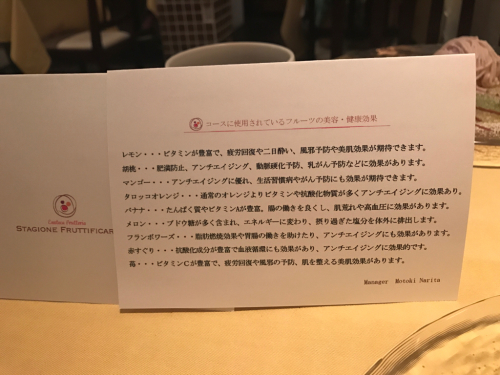 コースに使用されているフルーツの美容・健康効果
レモン・・・ビタミンが豊富で、疲労回復や二日酔い、風邪予防や美肌効果が期待できます。
胡桃・・・肥満防止、アンチエイジング、動脈硬化予防、乳がん予防などに効果があります。
マンゴー・・・アンチエイジングに優れ、生活習慣病やがん予防にも効果が期待できます。
タロッコオレンジ・・・通常のオレンジよりビタミンや抗酸化物質が多くアンチエイジングに効果あり。
バナナ・・・たんぱく質やビタミンAが豊富。腸の働きを良くし、肌荒れや高血圧に効果があります。
メロン・・・ブドウ糖が多く含まれ、エネルギーに変わり、摂り過ぎた塩分を体外に排出します。
フランボワーズ・・・脂肪燃焼効果や胃腸の働きを助けたり、アンチエイジングにも効果があります。
赤すぐり・・・抗酸化成分が豊富で血液循環にも効果があり、アンチエイジングに効果的です。
苺・・・ビタミンCが豊富で、疲労回復や風邪の予防、肌を整える美肌効果があります。
Manager Motoki Narita
STAGIONE FRUTTIFICAR